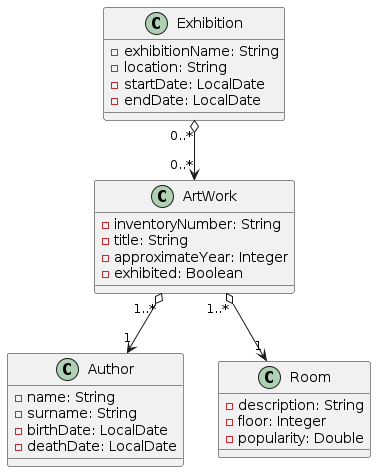 C Exhibition
exhibitionName: String
location: String
startDate: LocalDate
endDate: LocalDate
0..*
0..*
C ArtWork
inventoryNumber: String
title: String
approximateYear: Integer
exhibited: Boolean
1..* 1..*
1 1
C Author
name: String
surname: String
birthDate: LocalDate
deathDate: LocalDate
C Room
description: String
floor: Integer
popularity: Double